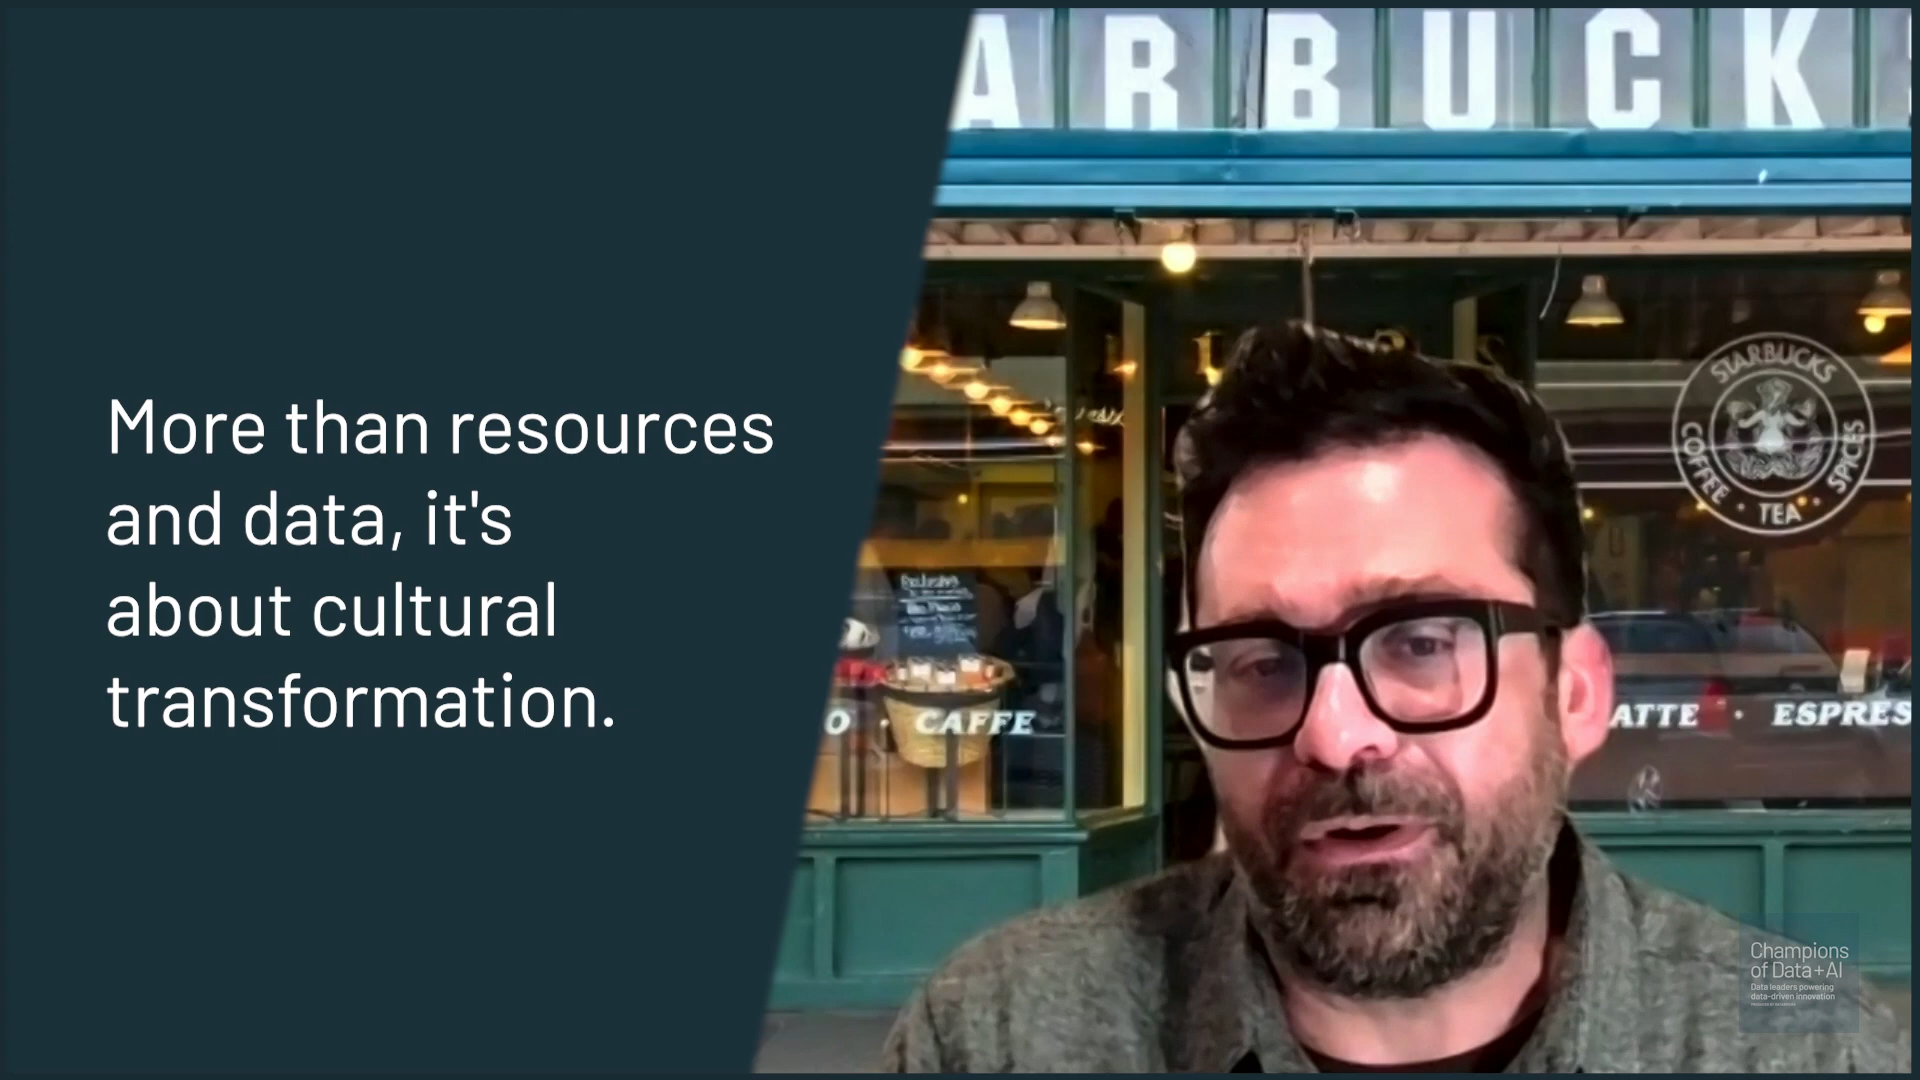 More than resources
and data, it's
about cultural
transformation.
ARBUCK
STARBUCKS
COFFEE · TEA · SPICES
O · CAFFE
ATTE · ESPRES
Champions
of Data+AI
Data leaders powering
data-driven innovation